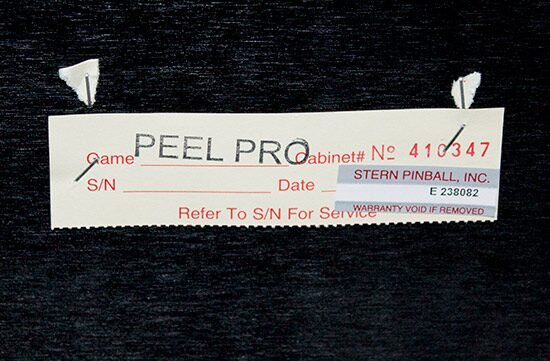 Game PEEL PRO Cabinet# Nº 410347
S/N Date
STERN PINBALL, INC.
E 238082
WARRANTY VOID IF REMOVED
Refer To S/N For Service